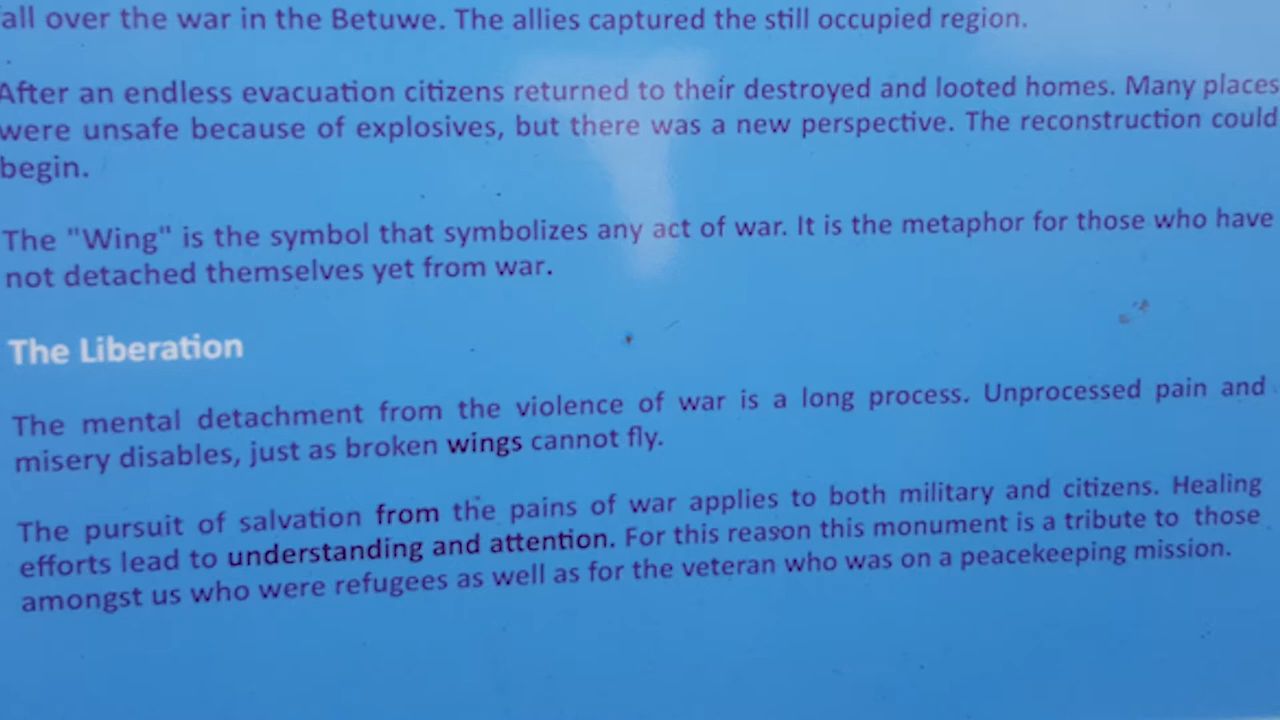 all over the war in the Betuwe. The allies captured the still occupied region.
After an endless evacuation citizens returned to their destroyed and looted homes. Many places
were unsafe because of explosives, but there was a new perspective. The reconstruction could
begin.
The "Wing" is the symbol that symbolizes any act of war. It is the metaphor for those who have
not detached themselves yet from war.
The Liberation
The mental detachment from the violence of war is a long process. Unprocessed pain and
misery disables, just as broken wings cannot fly.
The pursuit of salvation from the pains of war applies to both military and citizens. Healing
efforts lead to understanding and attention. For this reason this monument is a tribute to those
amongst us who were refugees as well as for the veteran who was on a peacekeeping mission.